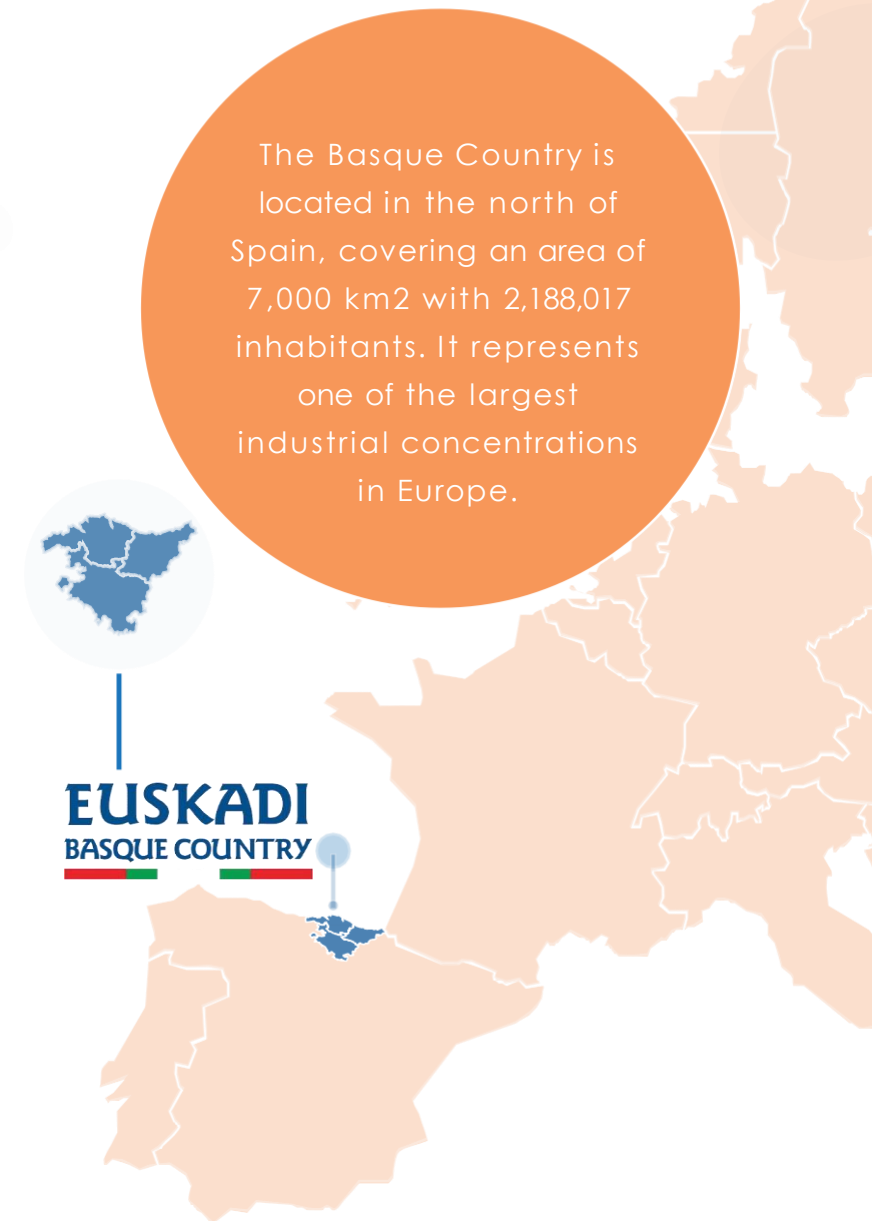 The Basque Country is
located in the north of
Spain, covering an area of
7,000 km2 with 2,188,017
inhabitants. It represents
one of the largest
industrial concentrations
in Europe.
EUSKADI
BASQUE COUNTRY